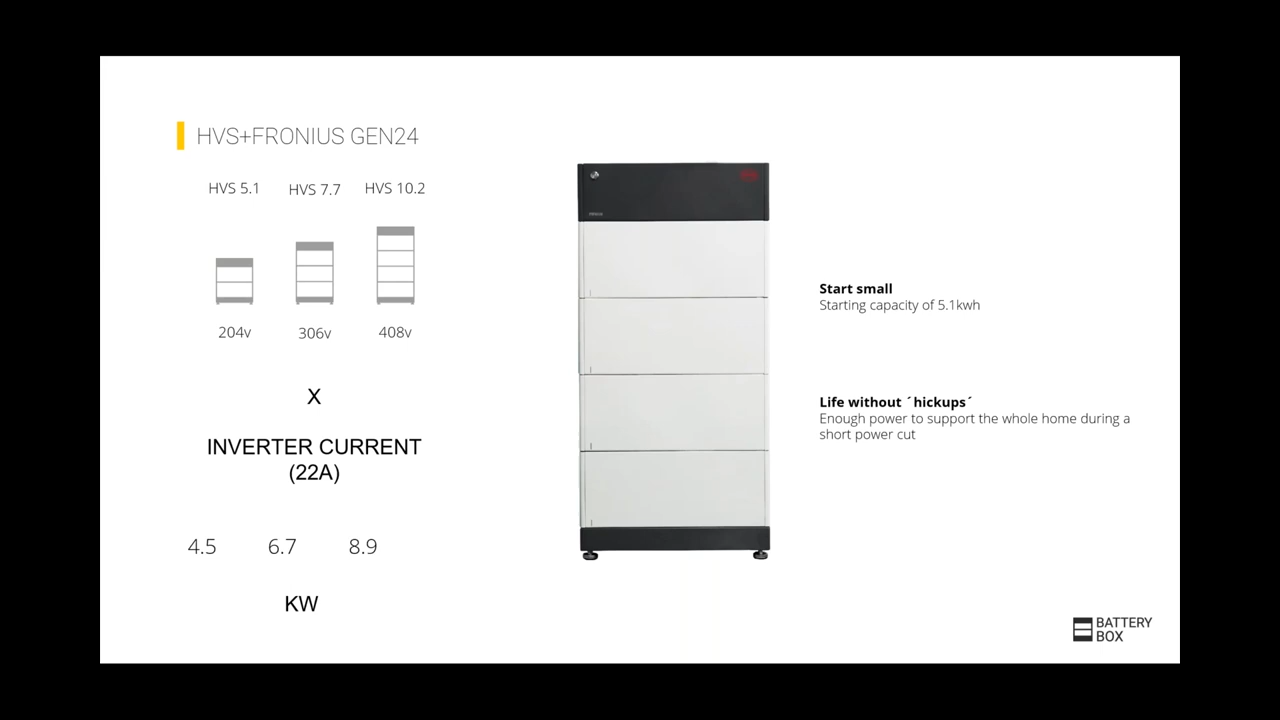 HVS+FRONIUS GEN24
HVS 5.1
HVS 7.7
HVS 10.2
204v
306v
408v
X
INVERTER CURRENT
(22A)
4.5
6.7
8.9
KW
Start small
Starting capacity of 5.1kwh
Life without ´hickups´
Enough power to support the whole home during a
short power cut
BATTERY
BOX